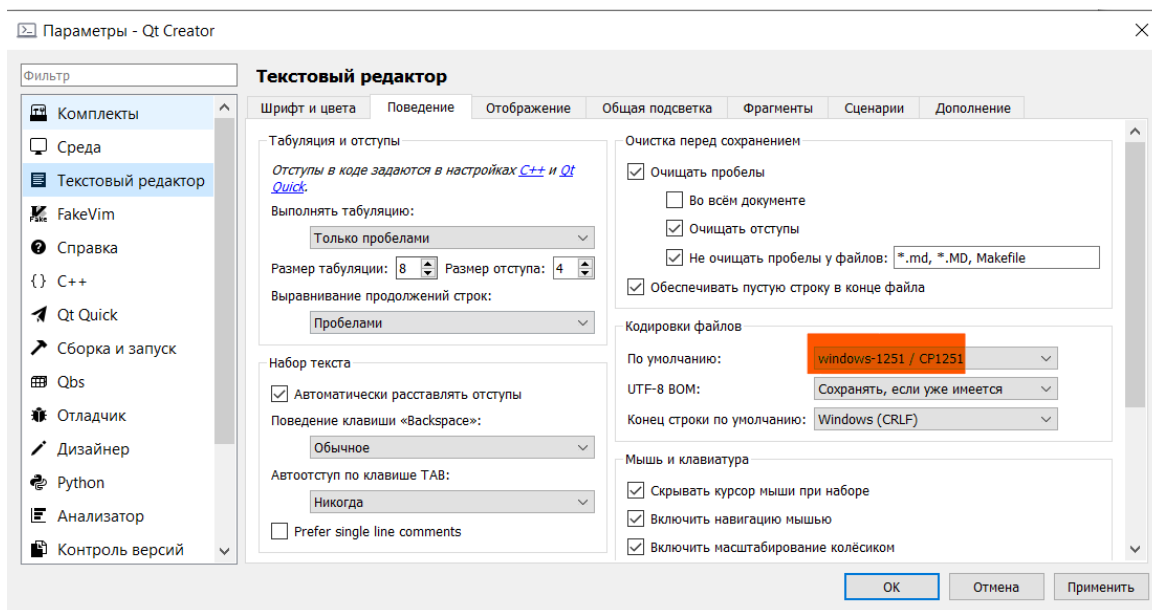 Параметры - Qt Creator
Фильтр
Комплекты
Среда
Текстовый редактор
FakeVim
Справка
{} C++
Qt Quick
Сборка и запуск
Qbs
Отладчик
Дизайнер
Python
Анализатор
Контроль версий
Текстовый редактор
Шрифт и цвета
Поведение
Отображение
Общая подсветка
Фрагменты
Сценарии
Дополнение
Табуляция и отступы
Отступы в коде задаются в настройках C++ и Qt
Quick.
Выполнять табуляцию:
Только пробелами
Размер табуляции: 8 Размер отступа: 4
Выравнивание продолжений строк:
Пробелами
Набор текста
Автоматически расставлять отступы
Поведение клавиши «Backspace»:
Обычное
Автоотступ по клавише TAB:
Никогда
Prefer single line comments
Очистка перед сохранением
Очищать пробелы
Во всём документе
Очищать отступы
Не очищать пробелы у файлов: *.md, *.MD, Makefile
Обеспечивать пустую строку в конце файла
Кодировки файлов
По умолчанию: windows-1251 / CP1251
UTF-8 BOM: Сохранять, если уже имеется
Конец строки по умолчанию: Windows (CRLF)
Мышь и клавиатура
Скрывать курсор мыши при наборе
Включить навигацию мышью
Включить масштабирование колёсиком
OK
Отмена
Применить